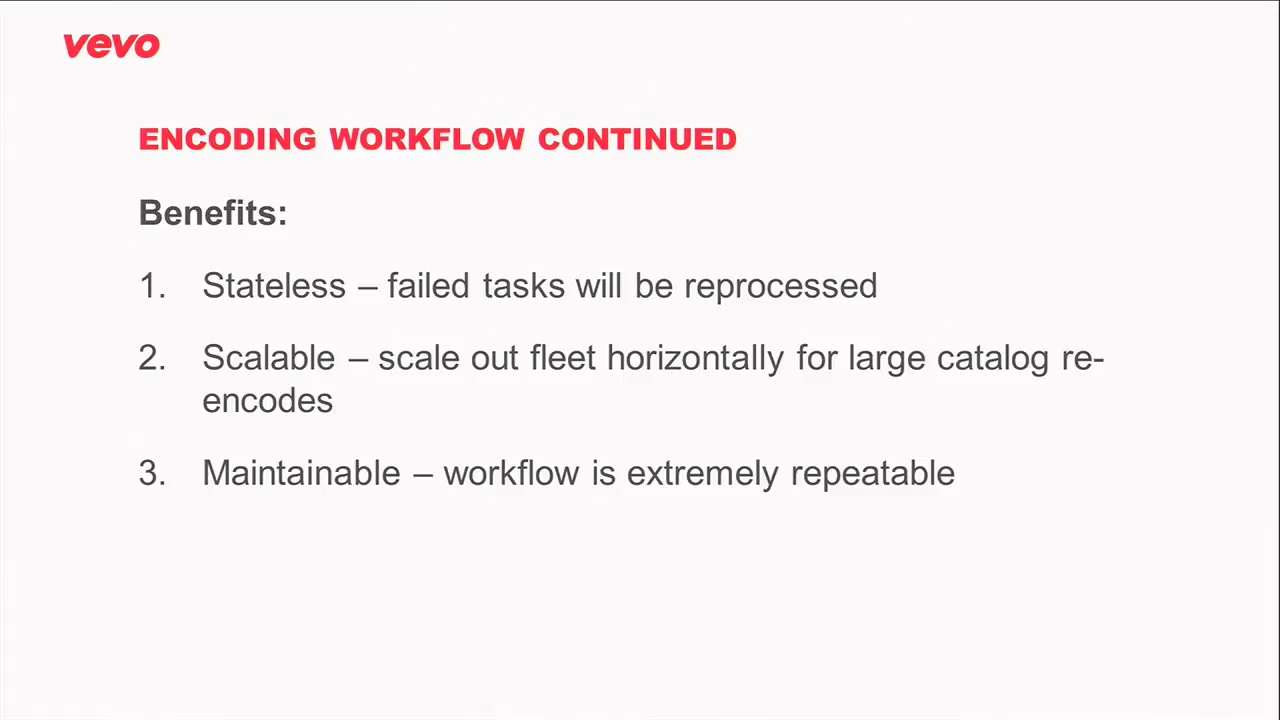 vevo
ENCODING WORKFLOW CONTINUED
Benefits:
1. Stateless – failed tasks will be reprocessed
2. Scalable – scale out fleet horizontally for large catalog re-
encodes
3. Maintainable – workflow is extremely repeatable